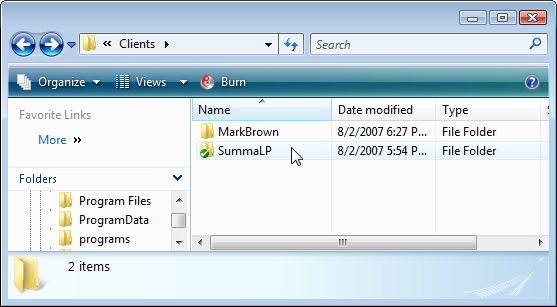 « Clients
Search
Organize
Views
Burn
Favorite Links
More »
Folders
Program Files
ProgramData
programs
Name
Date modified
Type
S
MarkBrown
8/2/2007 6:27 P...
File Folder
SummaLP
8/2/2007 5:54 P...
File Folder
2 items